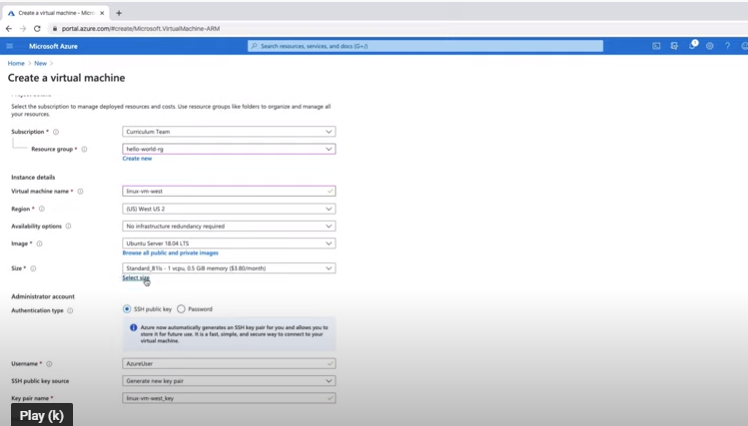 Create a virtual machine - Micro
portal.azure.com/#create/Microsoft.VirtualMachine-ARM
Microsoft Azure
Search resources, services, and docs (G+/)
Home > New >
Create a virtual machine
Select the subscription to manage deployed resources and costs. Use resource groups like folders to organize and manage all
your resources.
Subscription *
Curriculum Team
Resource group *
hello-world-rg
Create new
Instance details
Virtual machine name *
linux-vm-west
Region *
(US) West US 2
Availability options
No infrastructure redundancy required
Image *
Ubuntu Server 18.04 LTS
Browse all public and private images
Size *
Standard_B1ls - 1 vcpu, 0.5 GiB memory ($3.80/month)
Select size
Administrator account
Authentication type
SSH public key
Password
Azure now automatically generates an SSH key pair for you and allows you to
store it for future use. It is a fast, simple, and secure way to connect to your
virtual machine.
Username *
AzureUser
SSH public key source
Generate new key pair
Key pair name *
linux-vm-west_key
Play (k)